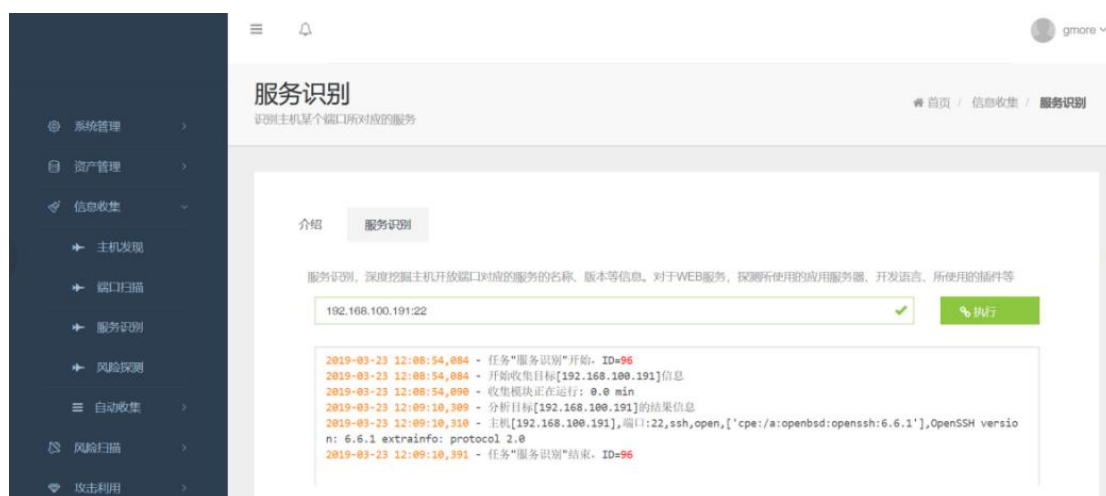 gmore
服务识别
识别主机某个端口所对应的服务
首页 / 信息收集 / 服务识别
系统管理
资产管理
信息收集
主机发现
端口扫描
服务识别
风险探测
自动收集
风险扫描
攻击利用
介绍 服务识别
服务识别，深度挖掘主机开放端口对应的服务的名称、版本等信息。对于WEB服务，探测所使用的应用服务器、开发语言、所使用的插件等
192.168.100.191:22
执行
2019-03-23 12:08:54,084 - 任务"服务识别"开始。ID=96
2019-03-23 12:08:54,084 - 开始收集目标[192.168.100.191]信息
2019-03-23 12:08:54,090 - 收集模块正在运行: 0.0 min
2019-03-23 12:09:10,309 - 分析目标[192.168.100.191]的结果信息
2019-03-23 12:09:10,310 - 主机[192.168.100.191],端口:22,ssh,open,['cpe:/a:openbsd:openssh:6.6.1'],OpenSSH versio
n: 6.6.1 extrainfo: protocol 2.0
2019-03-23 12:09:10,391 - 任务"服务识别"结束。ID=96